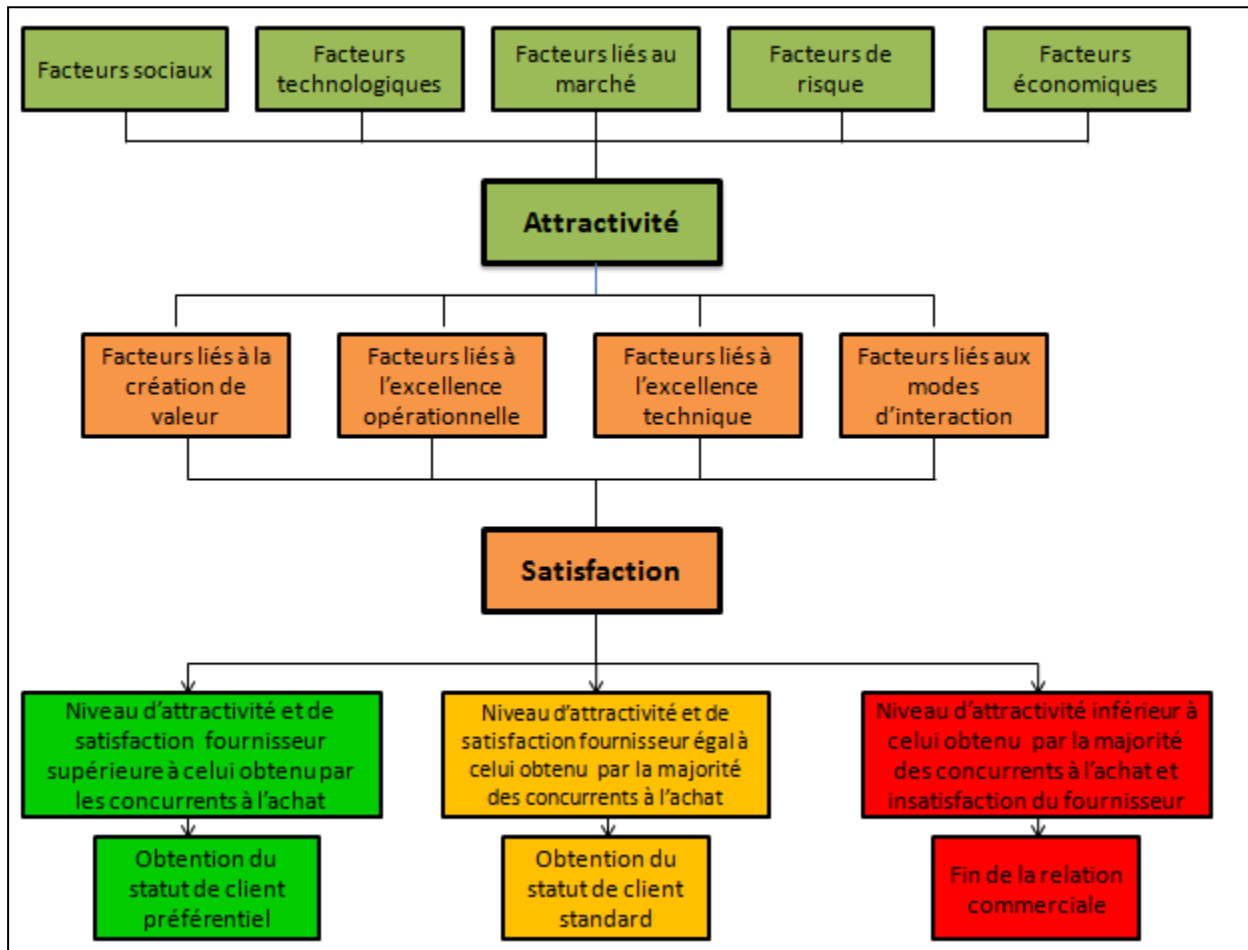 Facteurs sociaux
Facteurs
technologiques
Facteurs liés au
marché
Facteurs de
risque
Facteurs
économiques
Attractivité
Facteurs liés à la
création de
valeur
Facteurs liés à
l'excellence
opérationnelle
Facteurs liés à
l'excellence
technique
Facteurs liés aux
modes
d'interaction
Satisfaction
Niveau d'attractivité et de
satisfaction fournisseur
supérieure à celui obtenu par
les concurrents à l'achat
Niveau d'attractivité et de
satisfaction fournisseur égal à
celui obtenu par la majorité
des concurrents à l'achat
Niveau d'attractivité inférieur à
celui obtenu par la majorité
des concurrents à l'achat et
insatisfaction du fournisseur
Obtention du
statut de client
préférentiel
Obtention du
statut de client
standard
Fin de la relation
commerciale